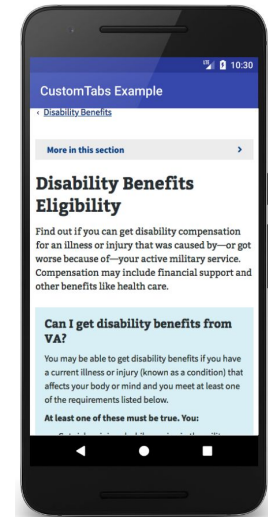 10:30
CustomTabs Example
‹ Disability Benefits
More in this section ›
Disability Benefits
Eligibility
Find out if you can get disability compensation
for an illness or injury that was caused by—or got
worse because of—your active military service.
Compensation may include financial support and
other benefits like health care.
Can I get disability benefits from
VA?
You may be able to get disability benefits if you have
a current illness or injury (known as a condition) that
affects your body or mind and you meet at least one
of the requirements listed below.
At least one of these must be true. You: